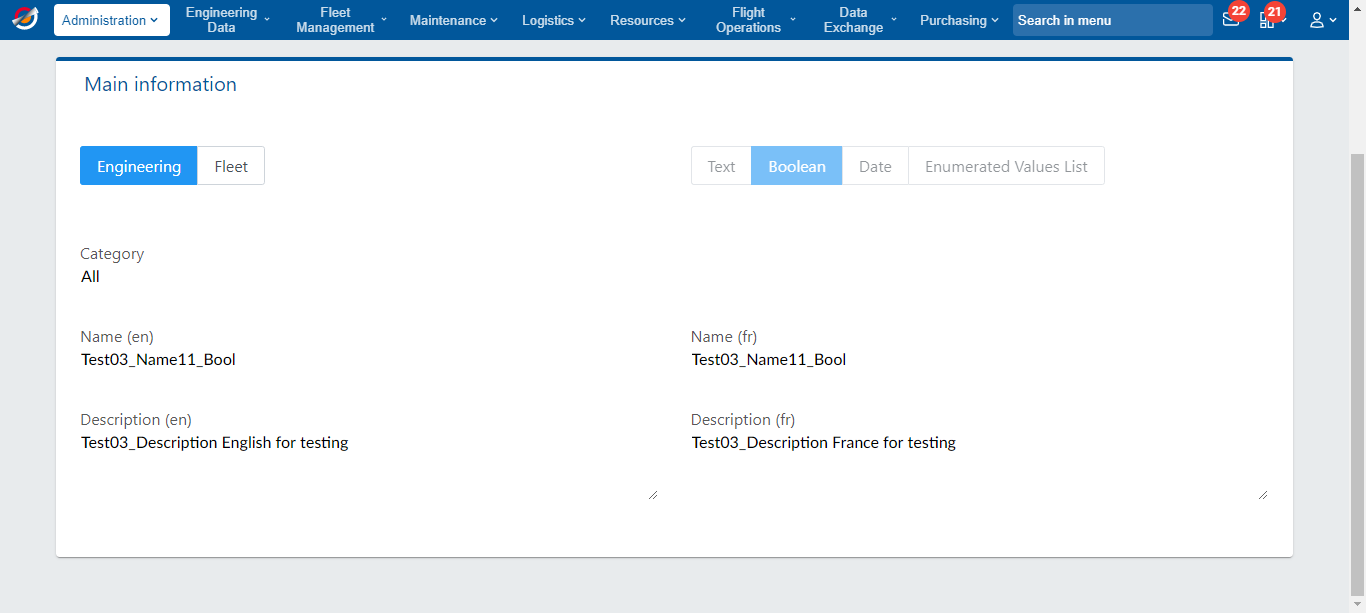 Administration
Engineering
Data
Fleet
Management
Maintenance
Logistics
Resources
Flight
Operations
Data
Exchange
Purchasing
Search in menu
22
21
Main information
Engineering Fleet
Text Boolean Date Enumerated Values List
Category
All
Name (en)
Test03_Name11_Bool
Name (fr)
Test03_Name11_Bool
Description (en)
Test03_Description English for testing
Description (fr)
Test03_Description France for testing